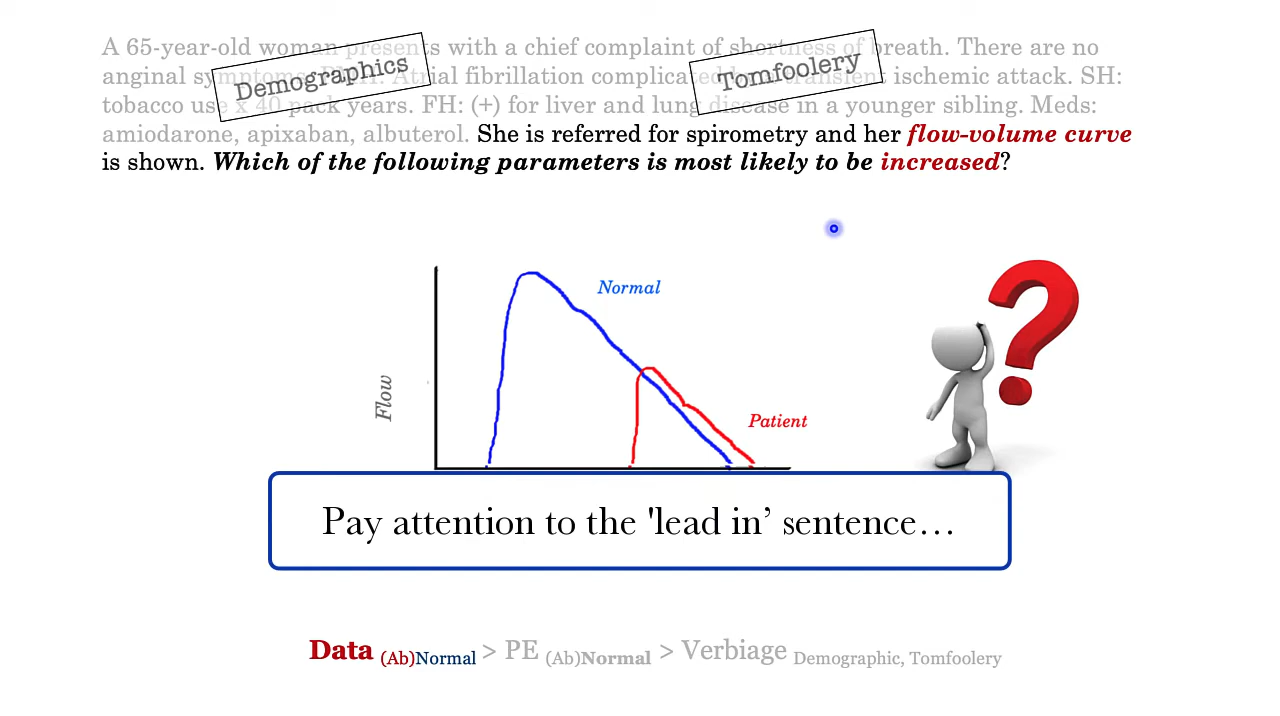 A 65-year-old woman presents with a chief complaint of shortness of breath. There are no
anginal symptoms. PMH: Atrial fibrillation complicated transient ischemic attack. SH:
tobacco use x 40 pack years. FH: (+) for liver and lung disease in a younger sibling. Meds:
amiodarone, apixaban, albuterol. She is referred for spirometry and her flow-volume curve
is shown. Which of the following parameters is most likely to be increased?
Demographics
Tomfoolery
Normal
Flow
Patient
Pay attention to the 'lead in’ sentence…
Data (Ab)Normal > PE (Ab)Normal > Verbiage Demographic, Tomfoolery